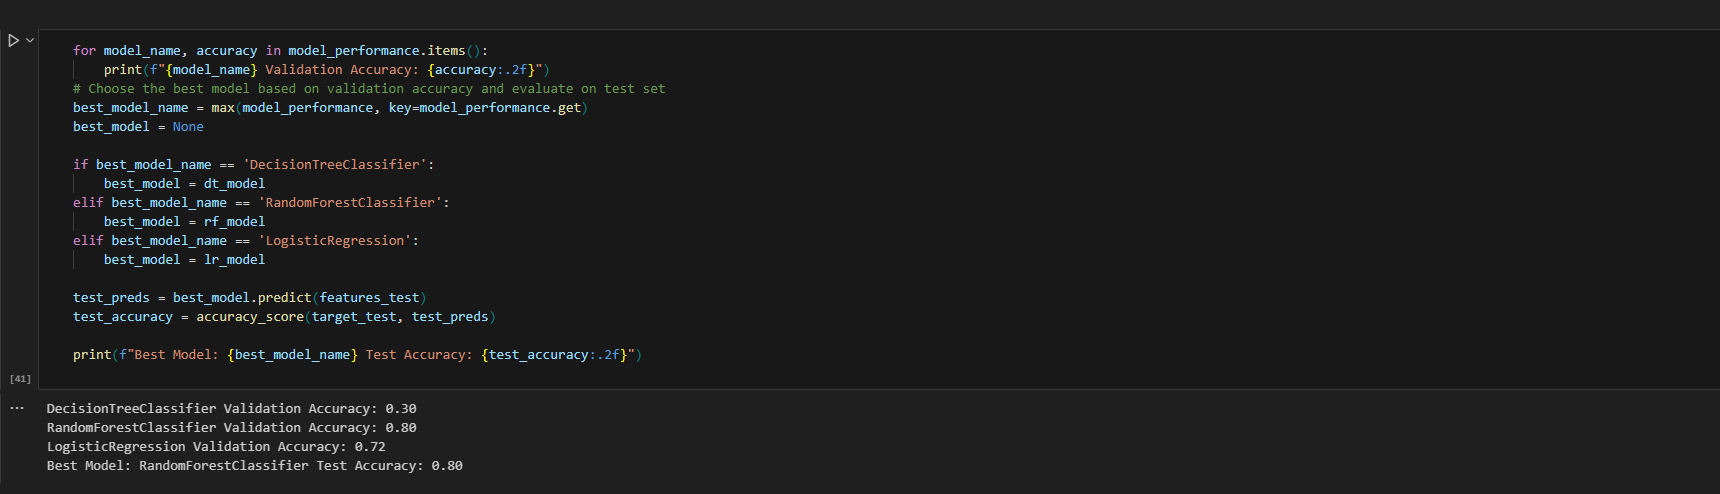 for model_name, accuracy in model_performance.items():
    print(f"{model_name} Validation Accuracy: {accuracy:.2f}")
# Choose the best model based on validation accuracy and evaluate on test set
best_model_name = max(model_performance, key=model_performance.get)
best_model = None

if best_model_name == 'DecisionTreeClassifier':
    best_model = dt_model
elif best_model_name == 'RandomForestClassifier':
    best_model = rf_model
elif best_model_name == 'LogisticRegression':
    best_model = lr_model

test_preds = best_model.predict(features_test)
test_accuracy = accuracy_score(target_test, test_preds)

print(f"Best Model: {best_model_name} Test Accuracy: {test_accuracy:.2f}")
[41]
DecisionTreeClassifier Validation Accuracy: 0.30
RandomForestClassifier Validation Accuracy: 0.80
LogisticRegression Validation Accuracy: 0.72
Best Model: RandomForestClassifier Test Accuracy: 0.80